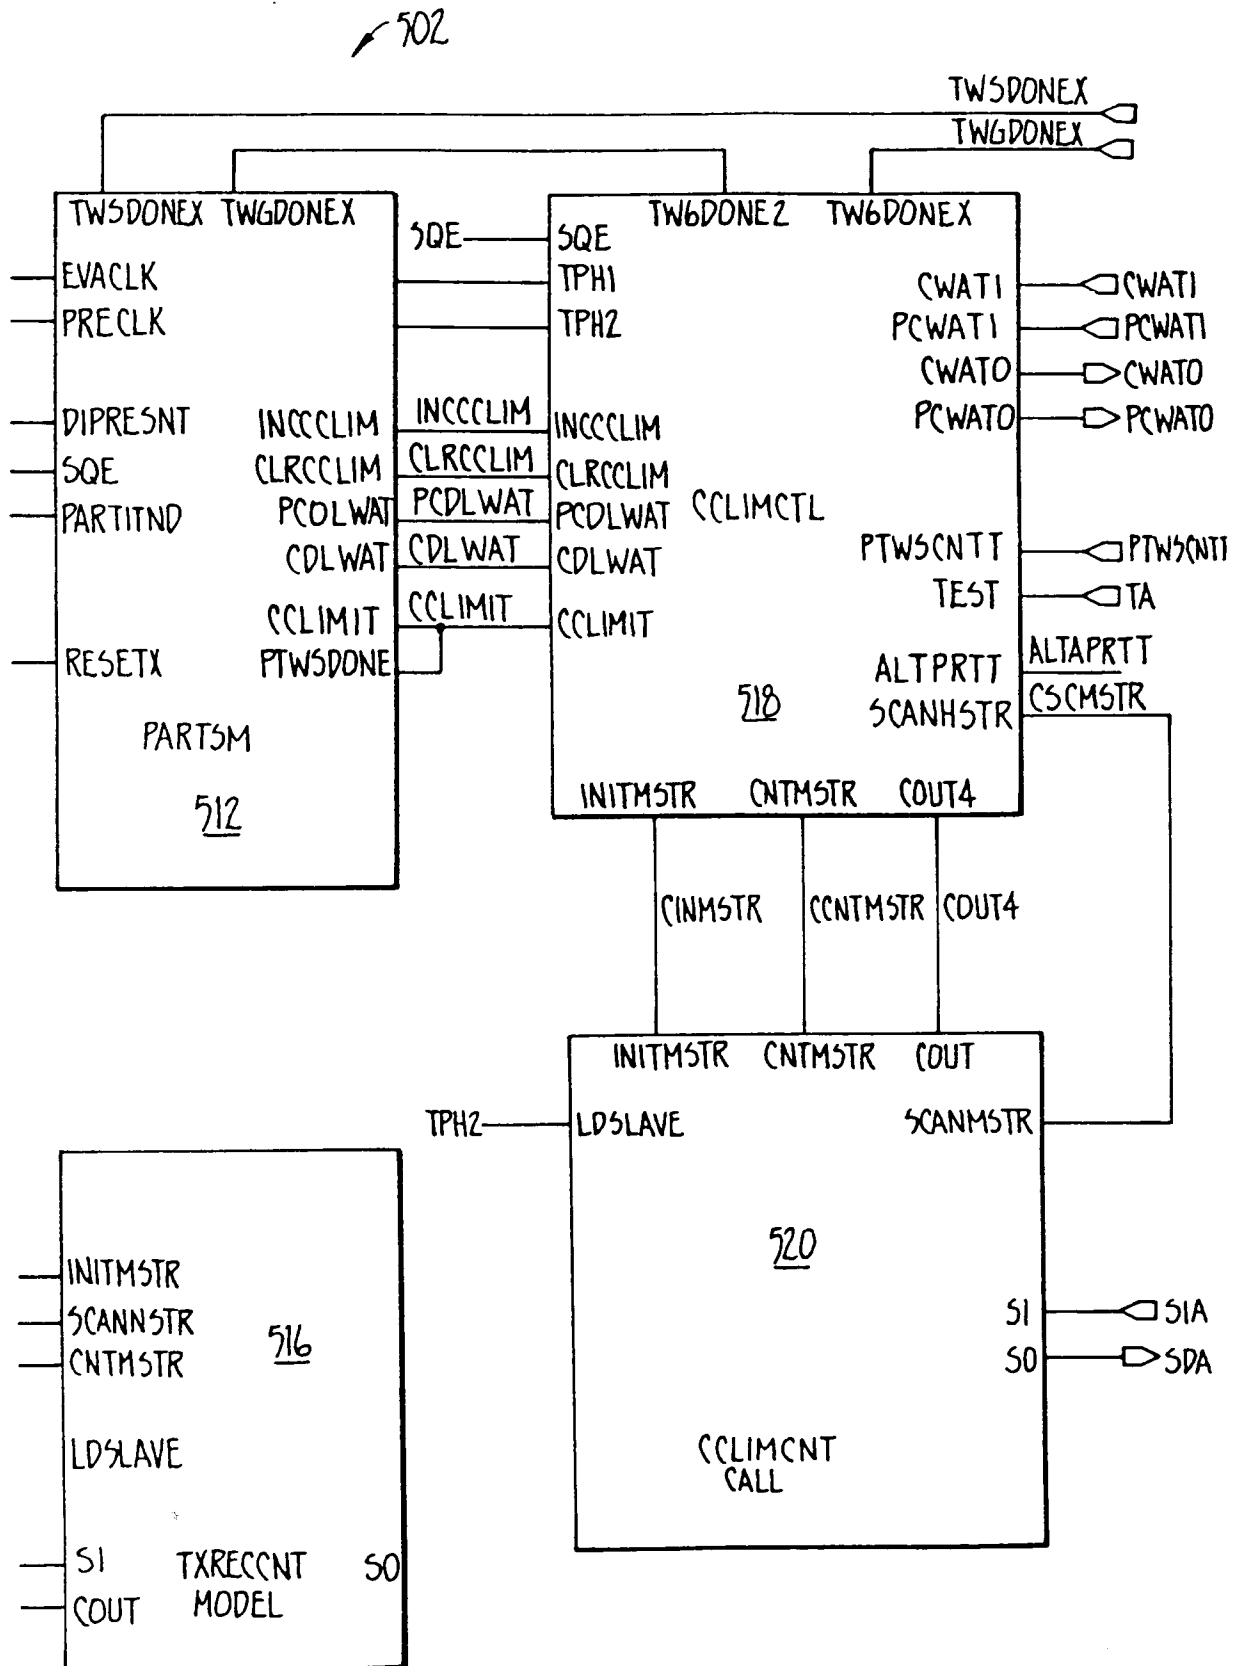 502
TWSDONEX
TWGDONEX
TWSDONEX TWGDONEX
TW6DONE2 TW6DONEX
SQE SQE
EVACLK TPH1 CWATI CWATI
PRECLK TPH2 PCWATI PCWATI
CWATO CWATO
DIPRESNT INCCCLIM INCCCLIM INCCCLIM PCWATO PCWATO
SQE CLRCCLIM CLRCCLIM CLRCCLIM
PARTITND PCOLWAT PCDLWAT PCDLWAT CCLIMCTL
CDLWAT CDLWAT CDLWAT PTWSCNTT PTWSCNTT
TEST TA
CCLIMIT CCLIMIT CCLIMIT
RESETX PTWSDONE ALTPRTT ALTAPRTT
518 SCANHSTR CSCMSTR
PARTSM
512
INITMSTR CNTMSTR COUT4
CINMSTR CCNTMSTR COUT4
INITMSTR CNTMSTR COUT
TPH2 LDSLAVE SCANMSTR
520
INITMSTR
SCANNSTR 516 SI SIA
CNTMSTR SO SDA
LDSLAVE CCLIMCNT
CALL
SI TXRECCNT SO
COUT MODEL